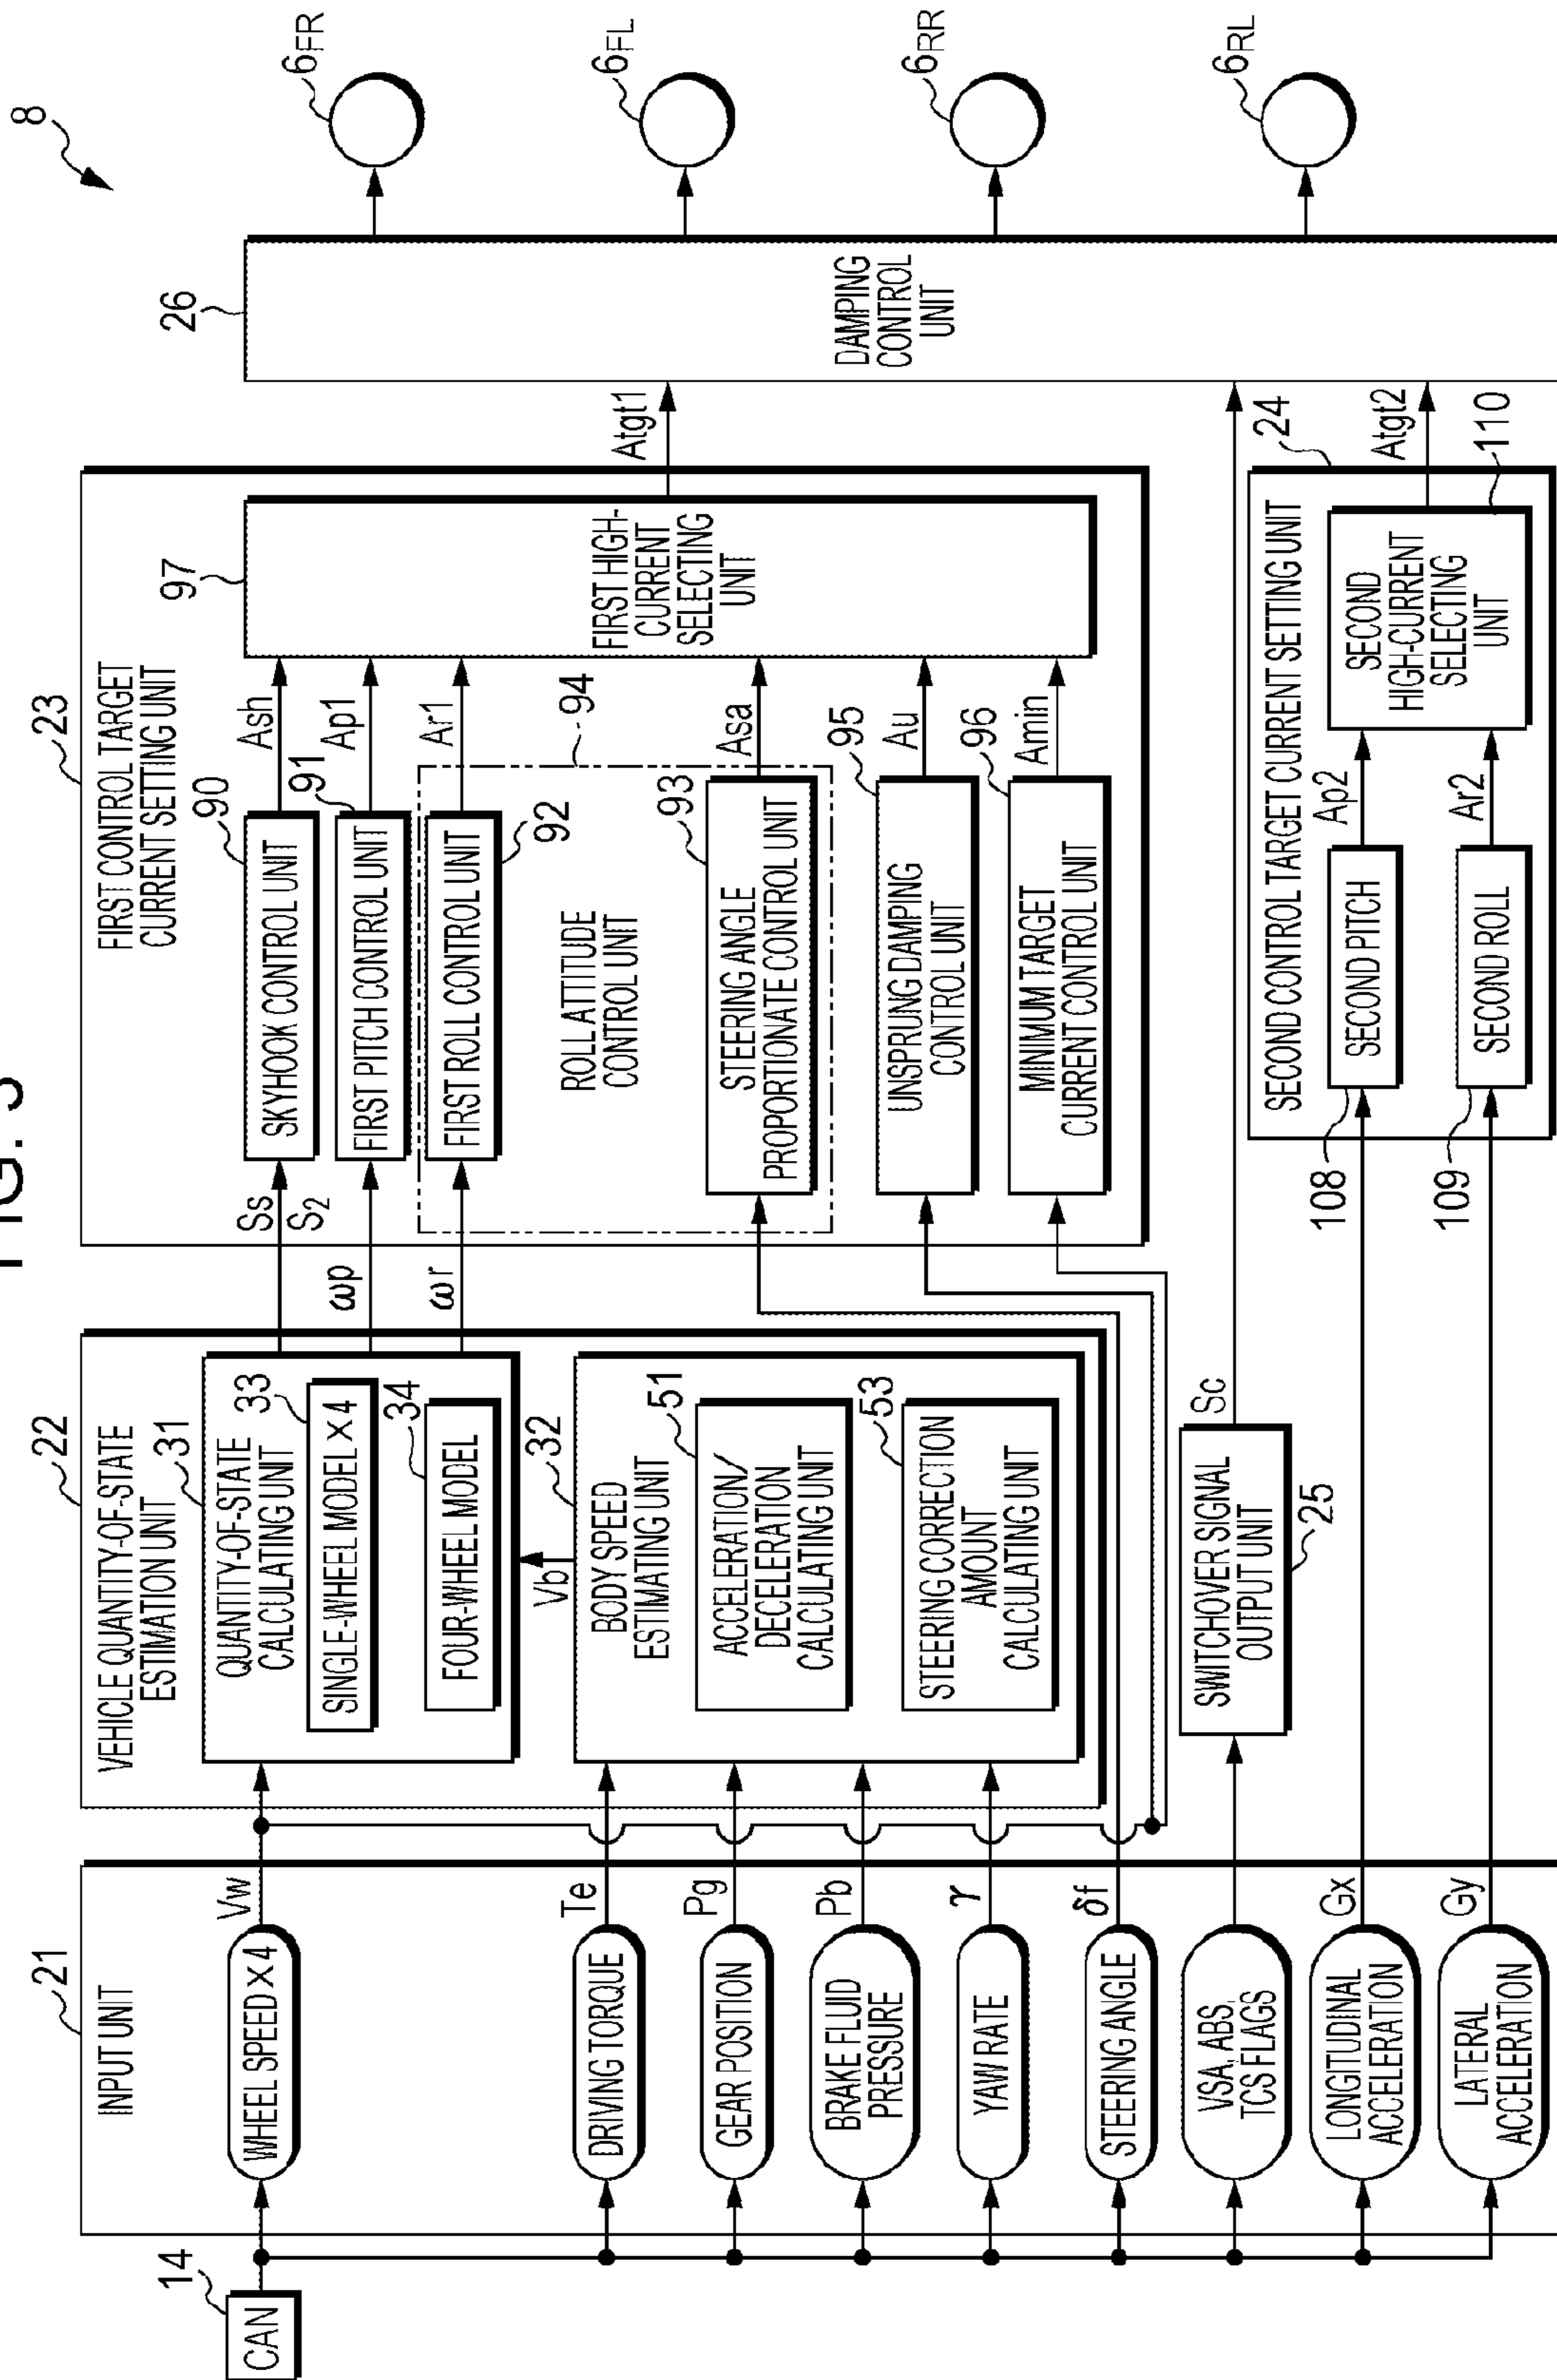 FIG. 3
8
14
CAN
21
INPUT UNIT
WHEEL SPEED×4
DRIVING TORQUE
GEAR POSITION
BRAKE FLUID
PRESSURE
YAW RATE
STEERING ANGLE
VSA, ABS,
TCS FLAGS
LONGITUDINAL
ACCELERATION
LATERAL
ACCELERATION
Vw
Te
Pg
Pb
γ
δf
Gx
Gy
22
VEHICLE QUANTITY-OF-STATE
ESTIMATION UNIT
31
QUANTITY-OF-STATE
CALCULATING UNIT
33
SINGLE-WHEEL MODEL×4
34
FOUR-WHEEL MODEL
Vb
32
BODY SPEED
ESTIMATING UNIT
51
ACCELERATION/
DECELERATION
CALCULATING UNIT
53
STEERING CORRECTION
AMOUNT
CALCULATING UNIT
SWITCHOVER SIGNAL
OUTPUT UNIT
25
Sc
Ss
S2
ωp
ωr
23
FIRST CONTROL TARGET
CURRENT SETTING UNIT
90
SKYHOOK CONTROL UNIT
91
FIRST PITCH CONTROL UNIT
FIRST ROLL CONTROL UNIT
92
ROLL ATTITUDE
CONTROL UNIT
94
93
STEERING ANGLE
PROPORTIONATE CONTROL UNIT
95
UNSPRUNG DAMPING
CONTROL UNIT
96
MINIMUM TARGET
CURRENT CONTROL UNIT
Ash
Ap1
Ar1
Asa
Au
Amin
97
FIRST HIGH-
CURRENT
SELECTING
UNIT
Atgt1
SECOND CONTROL TARGET CURRENT SETTING UNIT
24
108
SECOND PITCH
109
SECOND ROLL
Ap2
Ar2
SECOND
HIGH-CURRENT
SELECTING
UNIT
110
Atgt2
26
DAMPING
CONTROL
UNIT
6FR
6FL
6RR
6RL